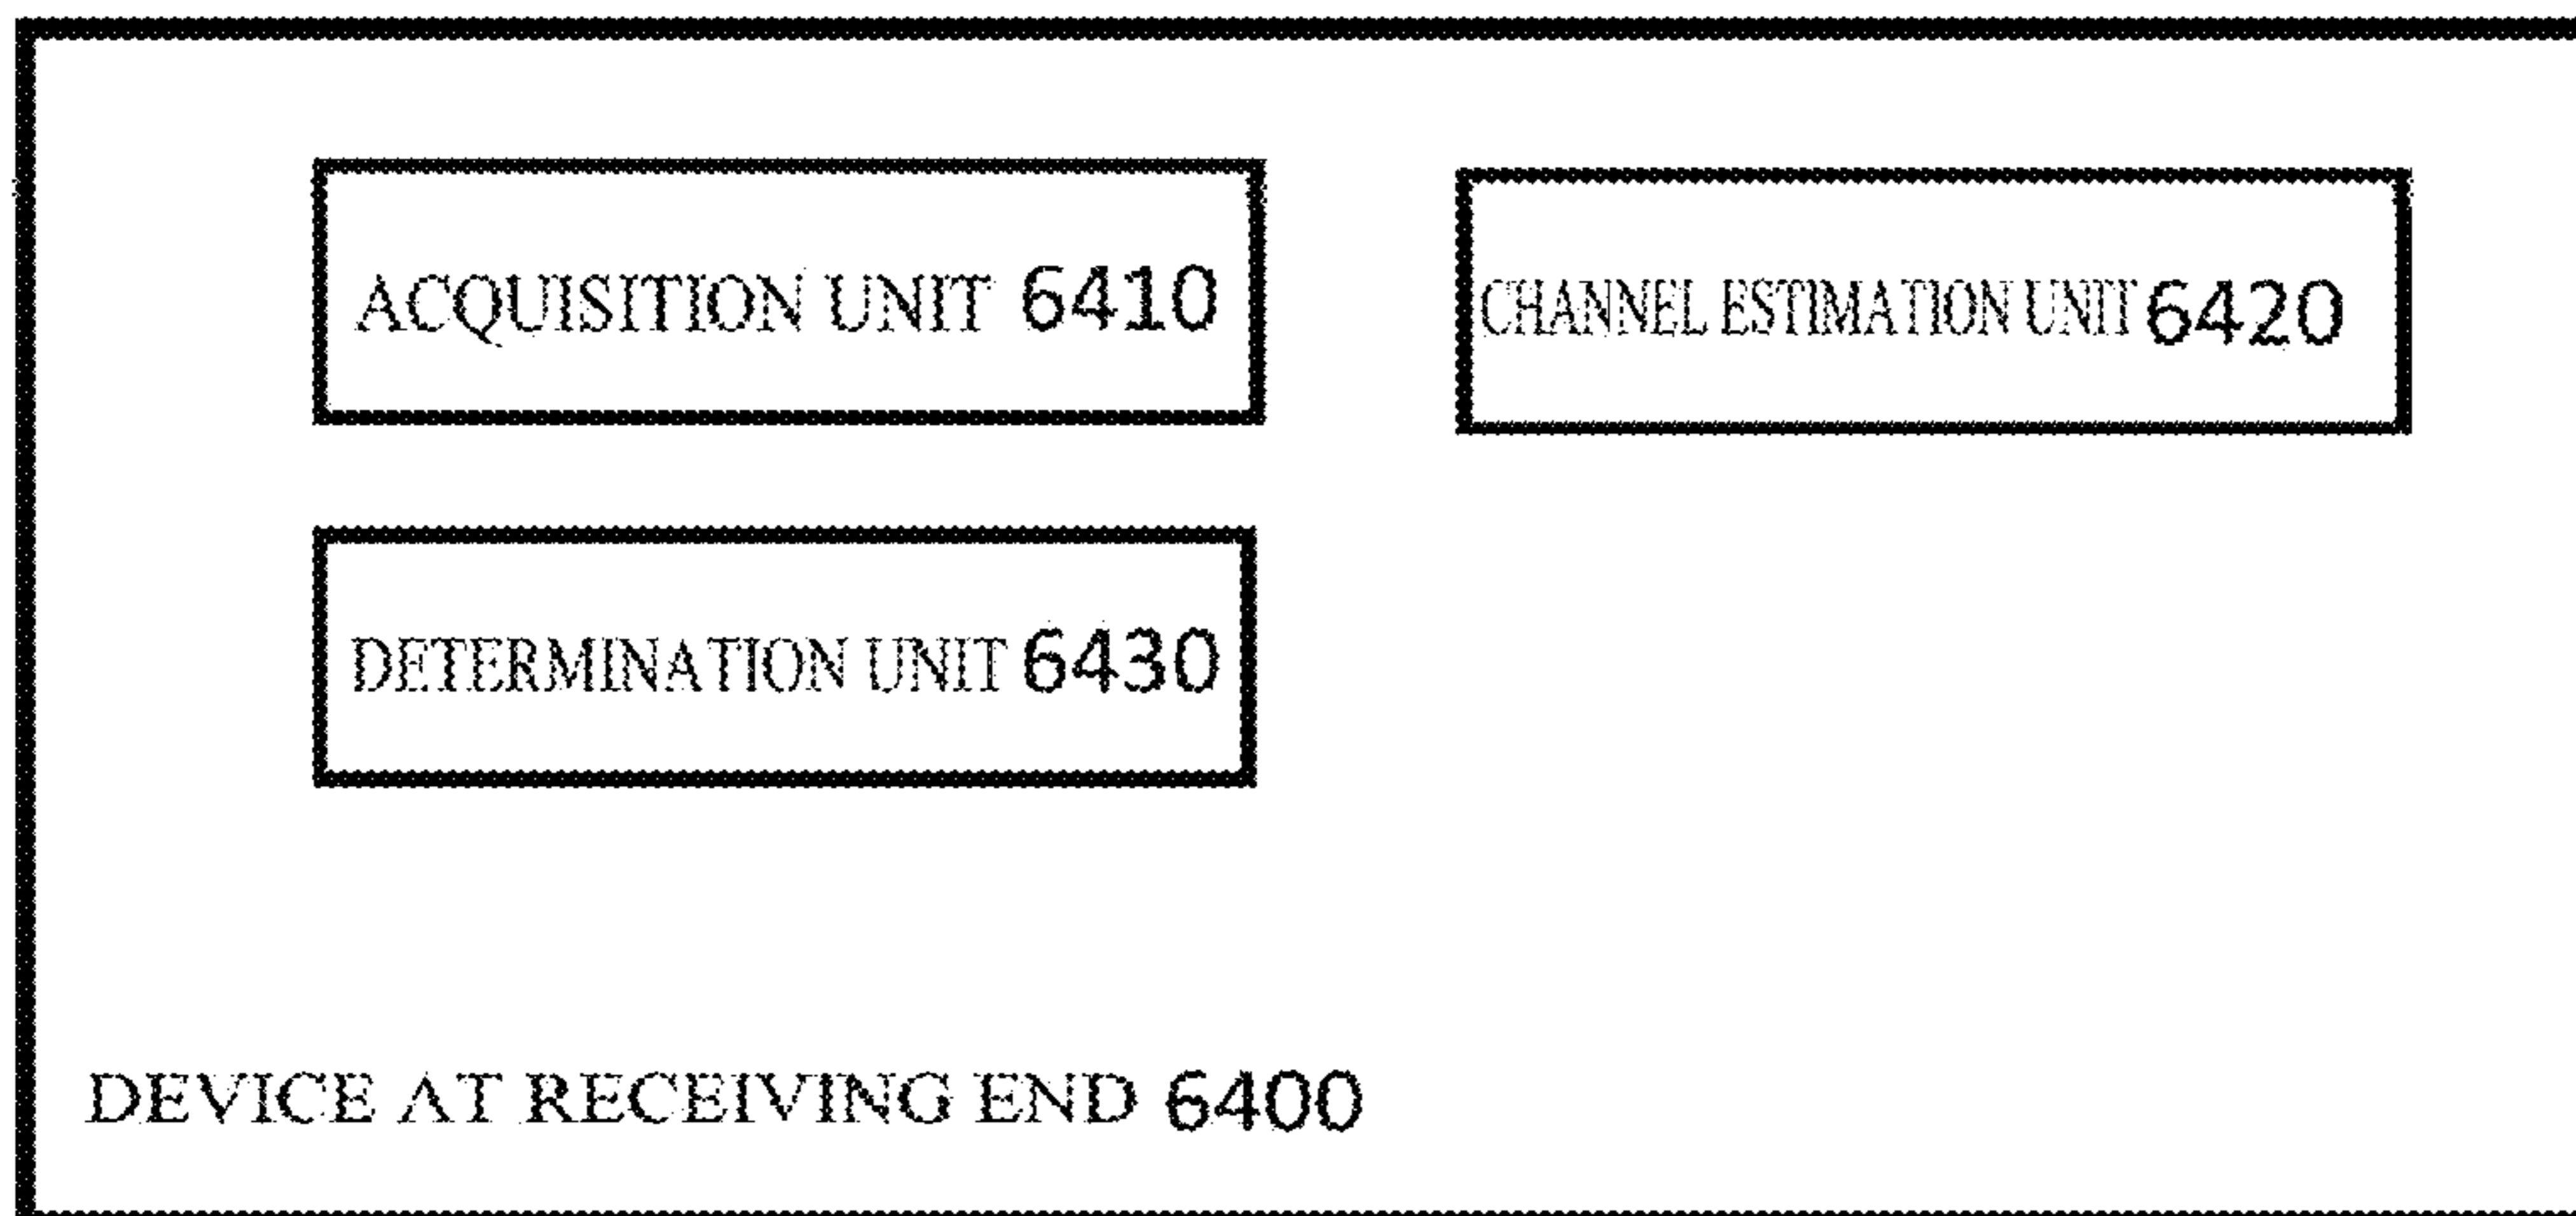 ACQUISITION UNIT 6410
CHANNEL ESTIMATION UNIT 6420
DETERMINATION UNIT 6430
DEVICE AT RECEIVING END 6400